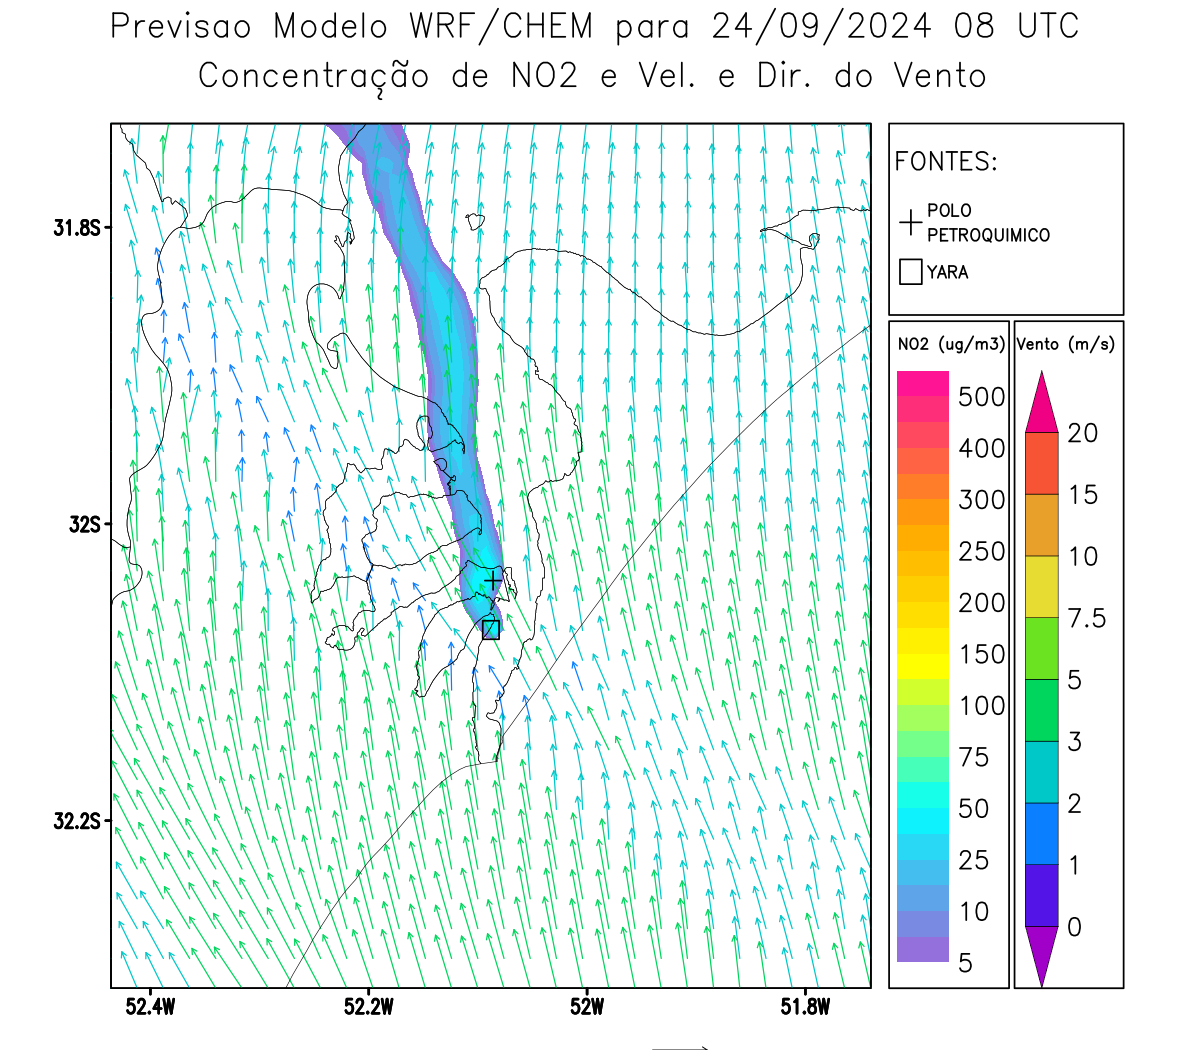 Previsao Modelo WRF/CHEM para 24/09/2024 08 UTC
Concentração de NO2 e Vel. e Dir. do Vento
FONTES:
POLO
PETROQUIMICO
YARA
31.8S
32S
32.2S
52.4W
52.2W
52W
51.8W
NO2 (ug/m3)
500
400
300
250
200
150
100
75
50
25
10
5
Vento (m/s)
20
15
10
7.5
5
3
2
1
0